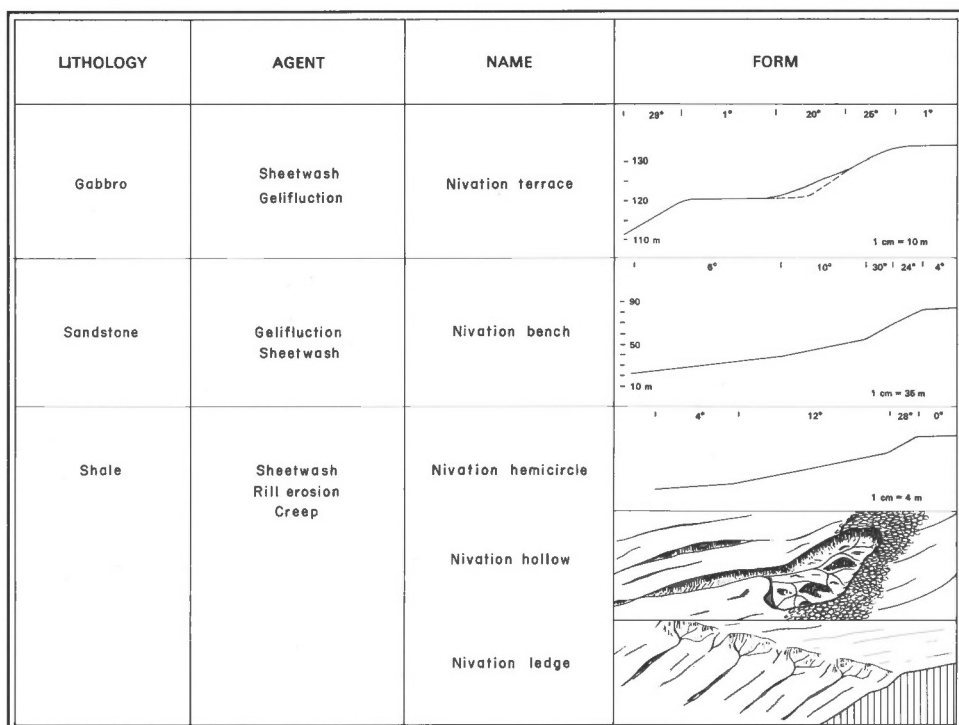 LITHOLOGY AGENT NAME FORM
29° 1° 20° 25° 1°
130
Gabbro Sheetwash Nivation terrace
Gelifluction
120
110 m 1 cm = 10 m
6° 10° 30° 24° 4°
90
Sandstone Gelifluction Nivation bench
Sheetwash
50
10 m 1 cm = 35 m
4° 12° 28° 0°
Shale Sheetwash Nivation hemicircle
Rill erosion
Creep
1 cm = 4 m
Nivation hollow
Nivation ledge